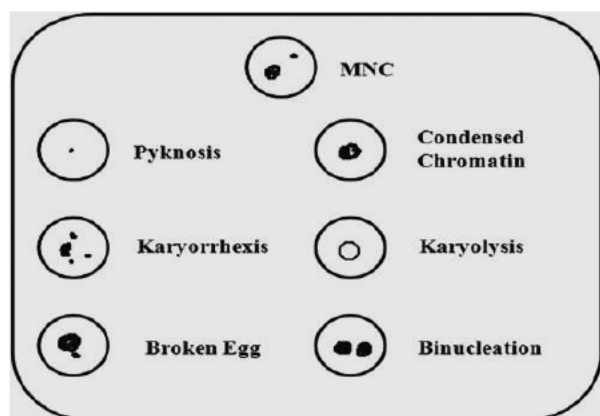 MNC
Pyknosis
Condensed
Chromatin
Karyorrhexis
Karyolysis
Broken Egg
Binucleation